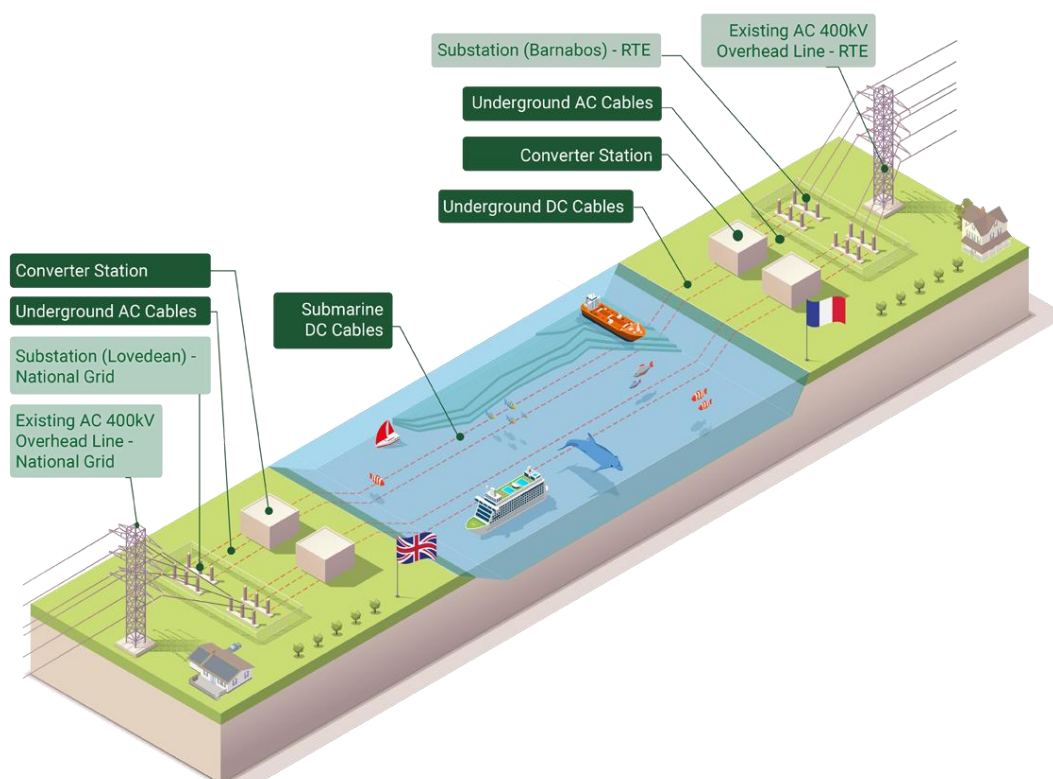 Substation (Barnabos) - RTE
Existing AC 400kV
Overhead Line - RTE
Underground AC Cables
Converter Station
Underground DC Cables
Converter Station
Underground AC Cables
Substation (Lovedean) -
National Grid
Existing AC 400kV
Overhead Line -
National Grid
Submarine
DC Cables